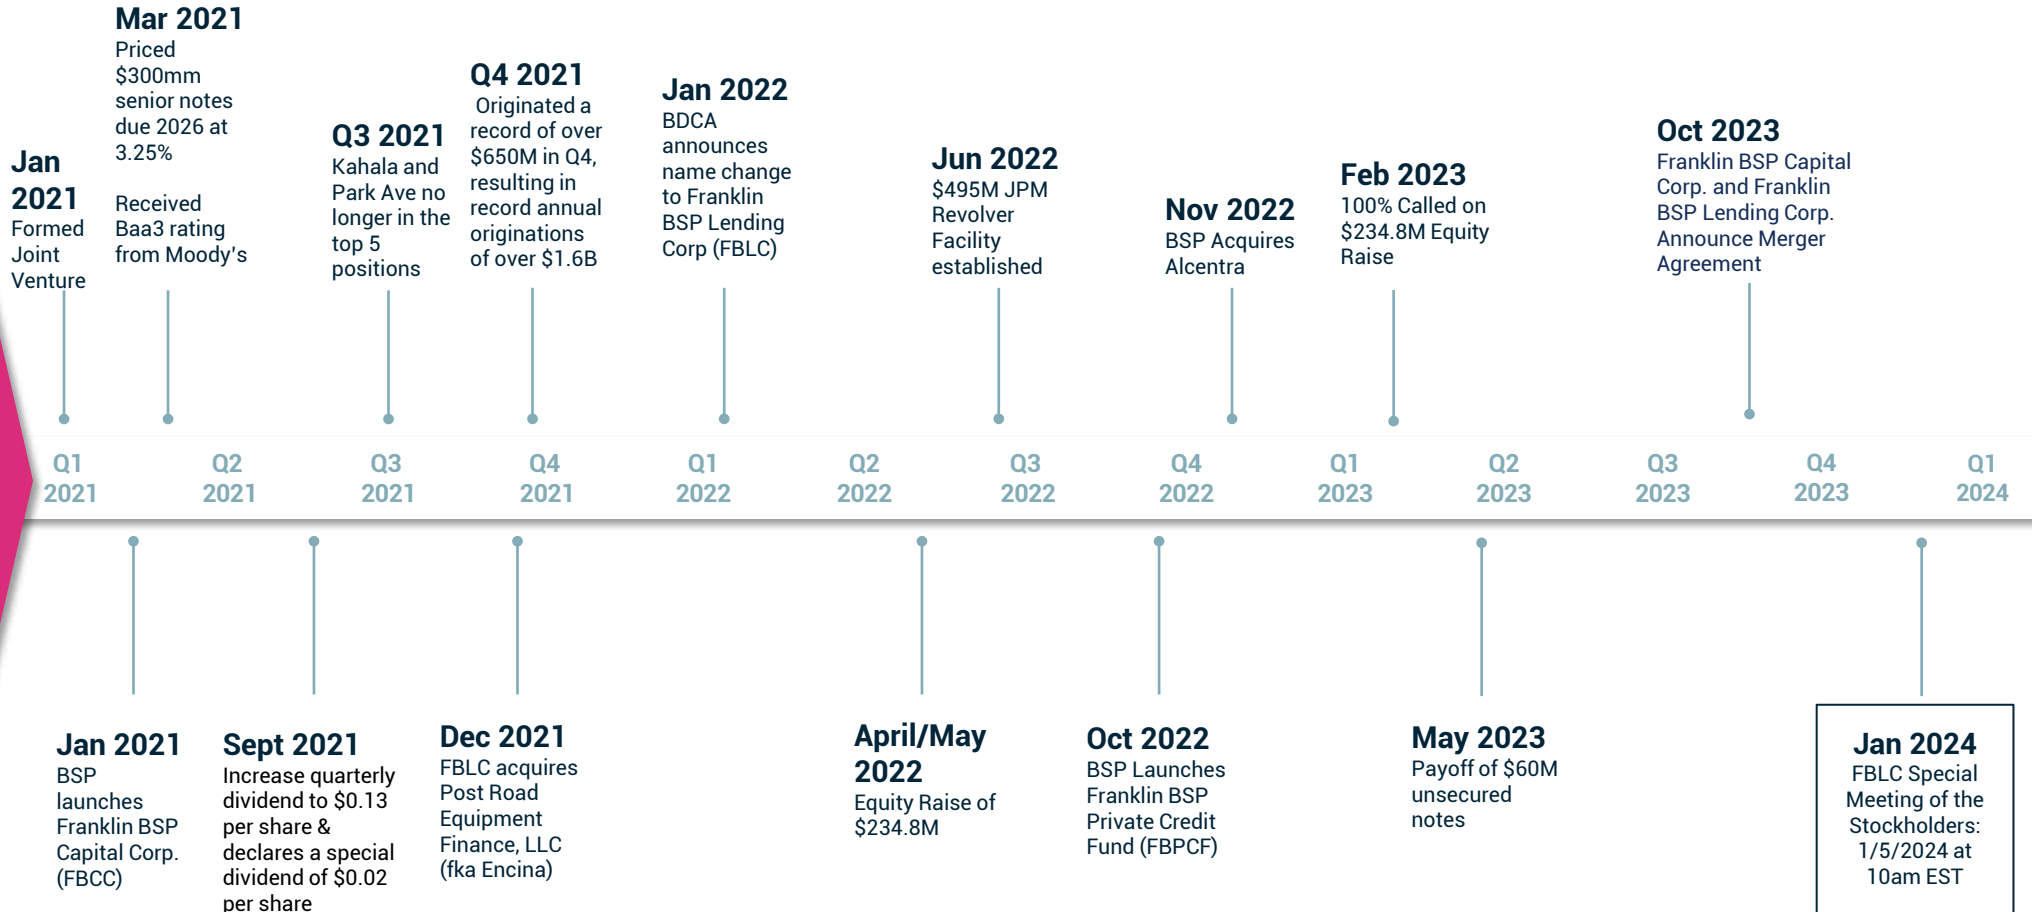 Mar 2021
Priced
$300mm
senior notes
due 2026 at
3.25%
Received
Baa3 rating
from Moody's
Jan
2021
Formed
Joint
Venture
Q3 2021
Kahala and
Park Ave no
longer in the
top 5
positions
Q4 2021
Originated a
record of over
$650M in Q4,
resulting in
record annual
originations
of over $1.6B
Jan 2022
BDCA
announces
name change
to Franklin
BSP Lending
Corp (FBLC)
Jun 2022
$495M JPM
Revolver
Facility
established
Nov 2022
BSP Acquires
Alcentra
Feb 2023
100% Called on
$234.8M Equity
Raise
Oct 2023
Franklin BSP Capital
Corp. and Franklin
BSP Lending Corp.
Announce Merger
Agreement
Q1
2021
Q2
2021
Q3
2021
Q4
2021
Q1
2022
Q2
2022
Q3
2022
Q4
2022
Q1
2023
Q2
2023
Q3
2023
Q4
2023
Q1
2024
Jan 2021
BSP
launches
Franklin BSP
Capital Corp.
(FBCC)
Sept 2021
Increase quarterly
dividend to $0.13
per share &
declares a special
dividend of $0.02
per share
Dec 2021
FBLC acquires
Post Road
Equipment
Finance, LLC
(fka Encina)
April/May
2022
Equity Raise of
$234.8M
Oct 2022
BSP Launches
Franklin BSP
Private Credit
Fund (FBPCF)
May 2023
Payoff of $60M
unsecured
notes
Jan 2024
FBLC Special
Meeting of the
Stockholders:
1/5/2024 at
10am EST